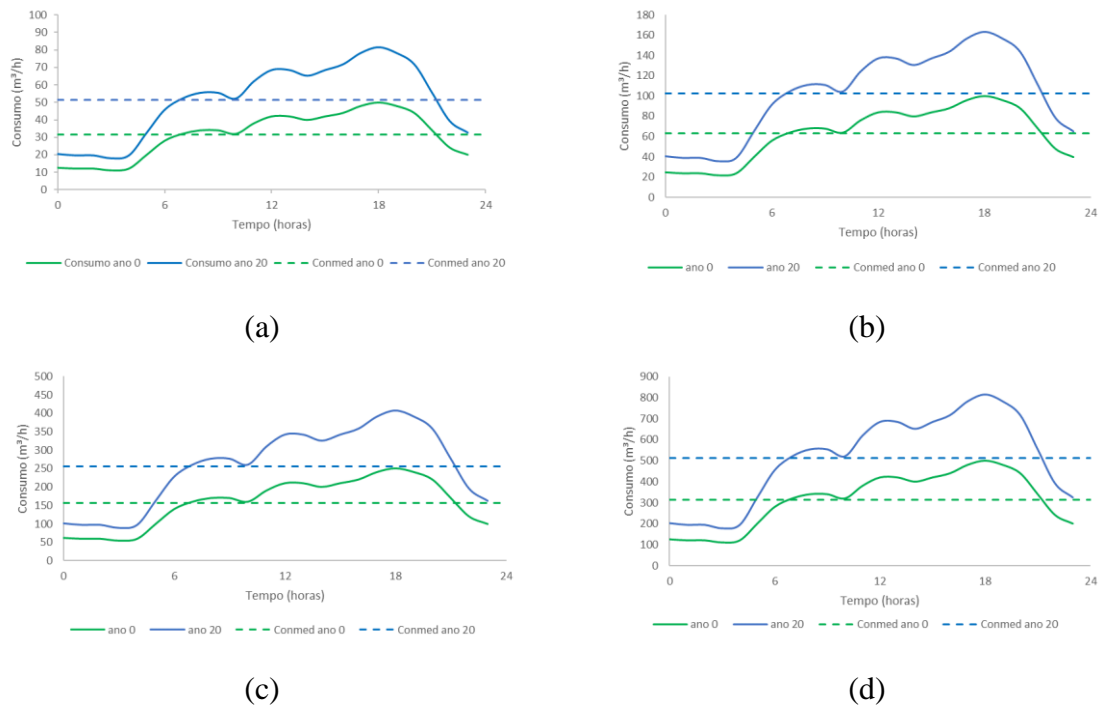 Consumo (m³/h)
100
90
80
70
60
50
40
30
20
10
0
0 6 12 18 24
Tempo (horas)
Consumo ano 0 Consumo ano 20 Conmed ano 0 Conmed ano 20
(a)
Consumo (m³/h)
180
160
140
120
100
80
60
40
20
0
0 6 12 18 24
Tempo (horas)
ano 0 ano 20 Conmed ano 0 Conmed ano 20
(b)
Consumo (m³/h)
500
450
400
350
300
250
200
150
100
50
0
0 6 12 18 24
Tempo (horas)
ano 0 ano 20 Conmed ano 0 Conmed ano 20
(c)
Consumo (m³/h)
900
800
700
600
500
400
300
200
100
0
0 6 12 18 24
Tempo (horas)
ano 0 ano 20 Conmed ano 0 Conmed ano 20
(d)